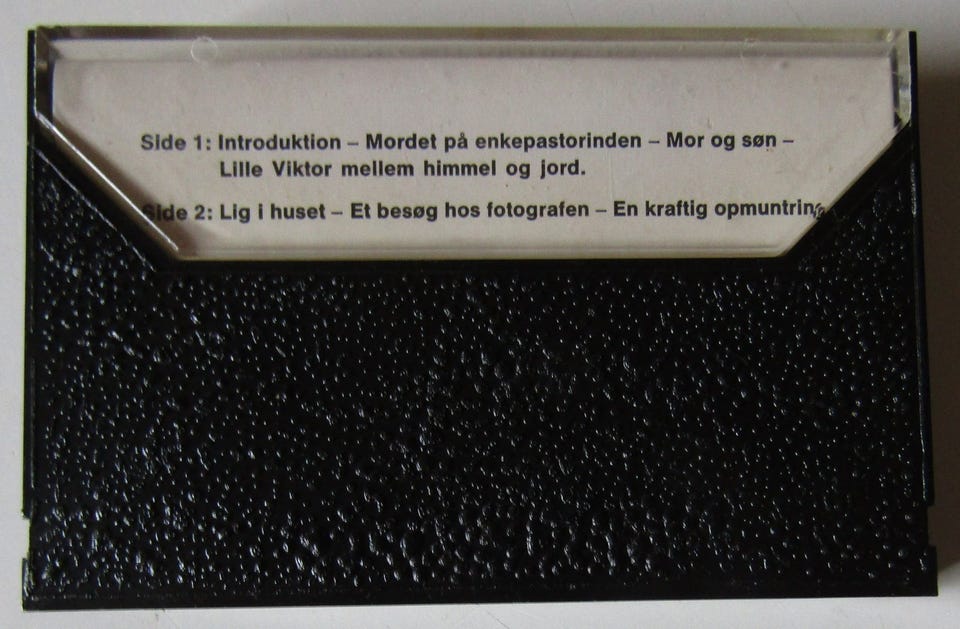 Side 1: Introduktion – Mordet på enkepastorinden – Mor og søn –
Lille Viktor mellem himmel og jord.
Side 2: Lig i huset – Et besøg hos fotografen – En kraftig opmuntring